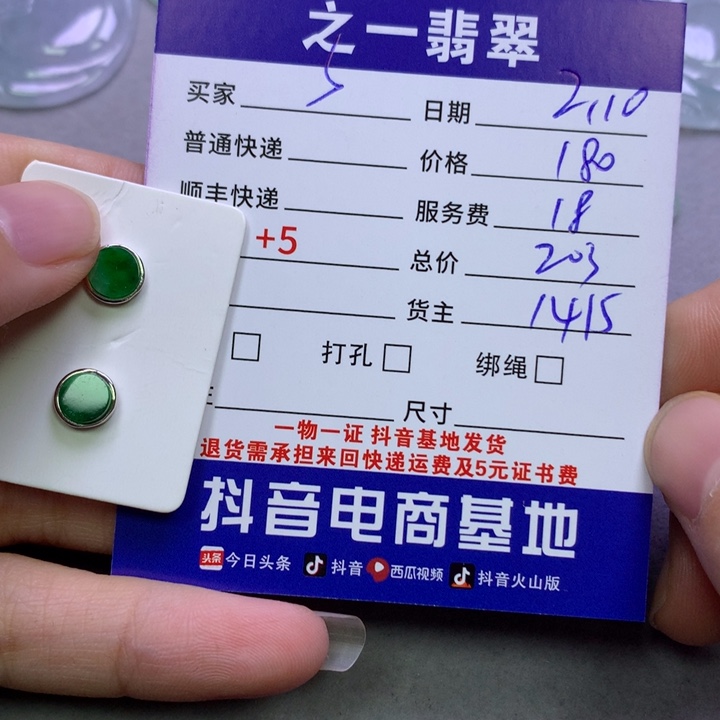 之一翡翠
买家 5 日期 2,10
普通快递 价格 180
顺丰快递 服务费 18
+5 总价 203
货主 1415
打孔 绑绳
尺寸
一物一证 抖音基地发货
退货需承担来回快递运费及5元证书费
抖音电商基地
头条 今日头条 抖音 西瓜视频 抖音火山版